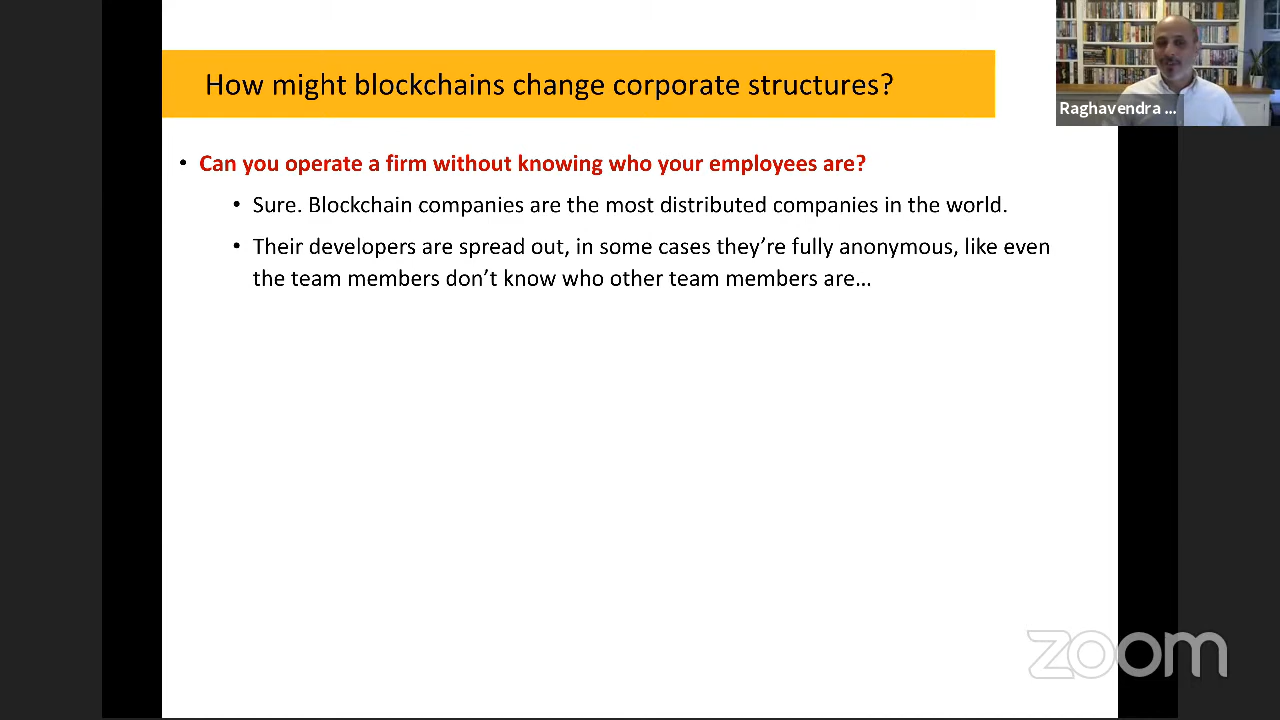 How might blockchains change corporate structures?
Raghavendra ...
• Can you operate a firm without knowing who your employees are?
• Sure. Blockchain companies are the most distributed companies in the world.
• Their developers are spread out, in some cases they’re fully anonymous, like even
the team members don’t know who other team members are…
zoom